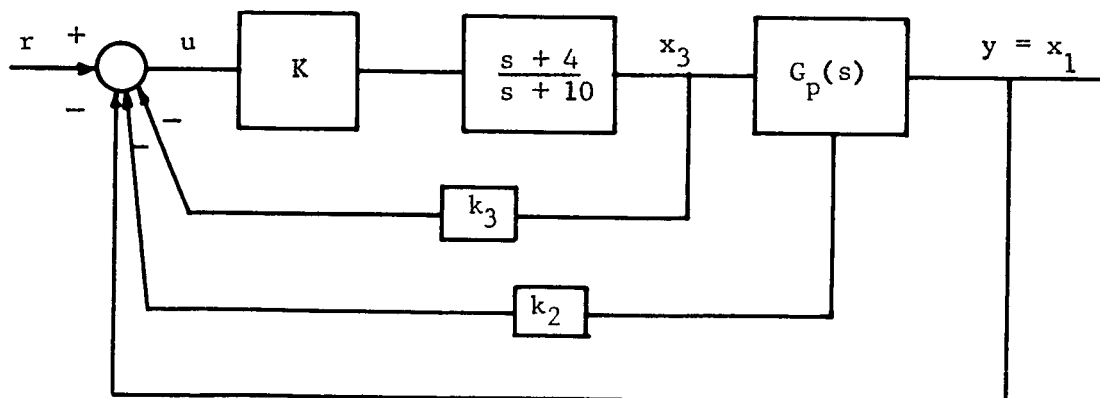 r
+
u
K
s + 4
s + 10
x3
Gp(s)
y = x1
−
−
−
k3
k2